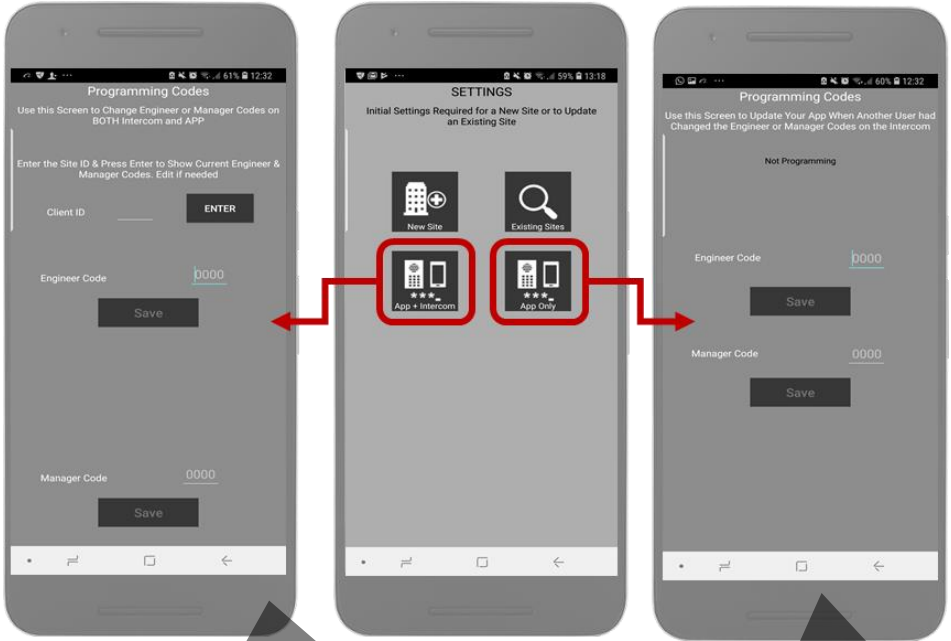 61% 12:32
Programming Codes
Use this Screen to Change Engineer or Manager Codes on
BOTH Intercom and APP
Enter the Site ID & Press Enter to Show Current Engineer &
Manager Codes. Edit if needed
Client ID
ENTER
Engineer Code
0000
Save
Manager Code
0000
Save
59% 13:18
SETTINGS
Initial Settings Required for a New Site or to Update
an Existing Site
New Site
Existing Sites
***_
App + Intercom
***_
App Only
60% 12:32
Programming Codes
Use this Screen to Update Your App When Another User had
Changed the Engineer or Manager Codes on the Intercom
Not Programming
Engineer Code
0000
Save
Manager Code
0000
Save